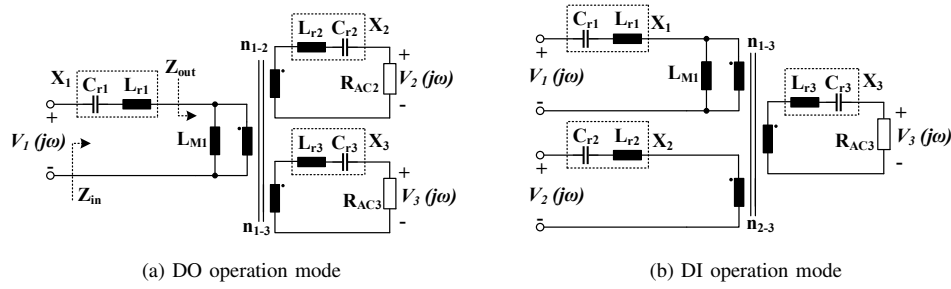 X1
Cr1 Lr1
Zout
+
V1 (jω)
-
Zin
LM1
n1-2
n1-3
Lr2 Cr2
X2
+
RAC2
V2 (jω)
-
Lr3 Cr3
X3
+
RAC3
V3 (jω)
-
(a) DO operation mode
Cr1 Lr1
X1
+
V1 (jω)
-
LM1
n1-3
Cr2 Lr2
X2
+
V2 (jω)
-
n2-3
Lr3 Cr3
X3
+
RAC3
V3 (jω)
-
(b) DI operation mode